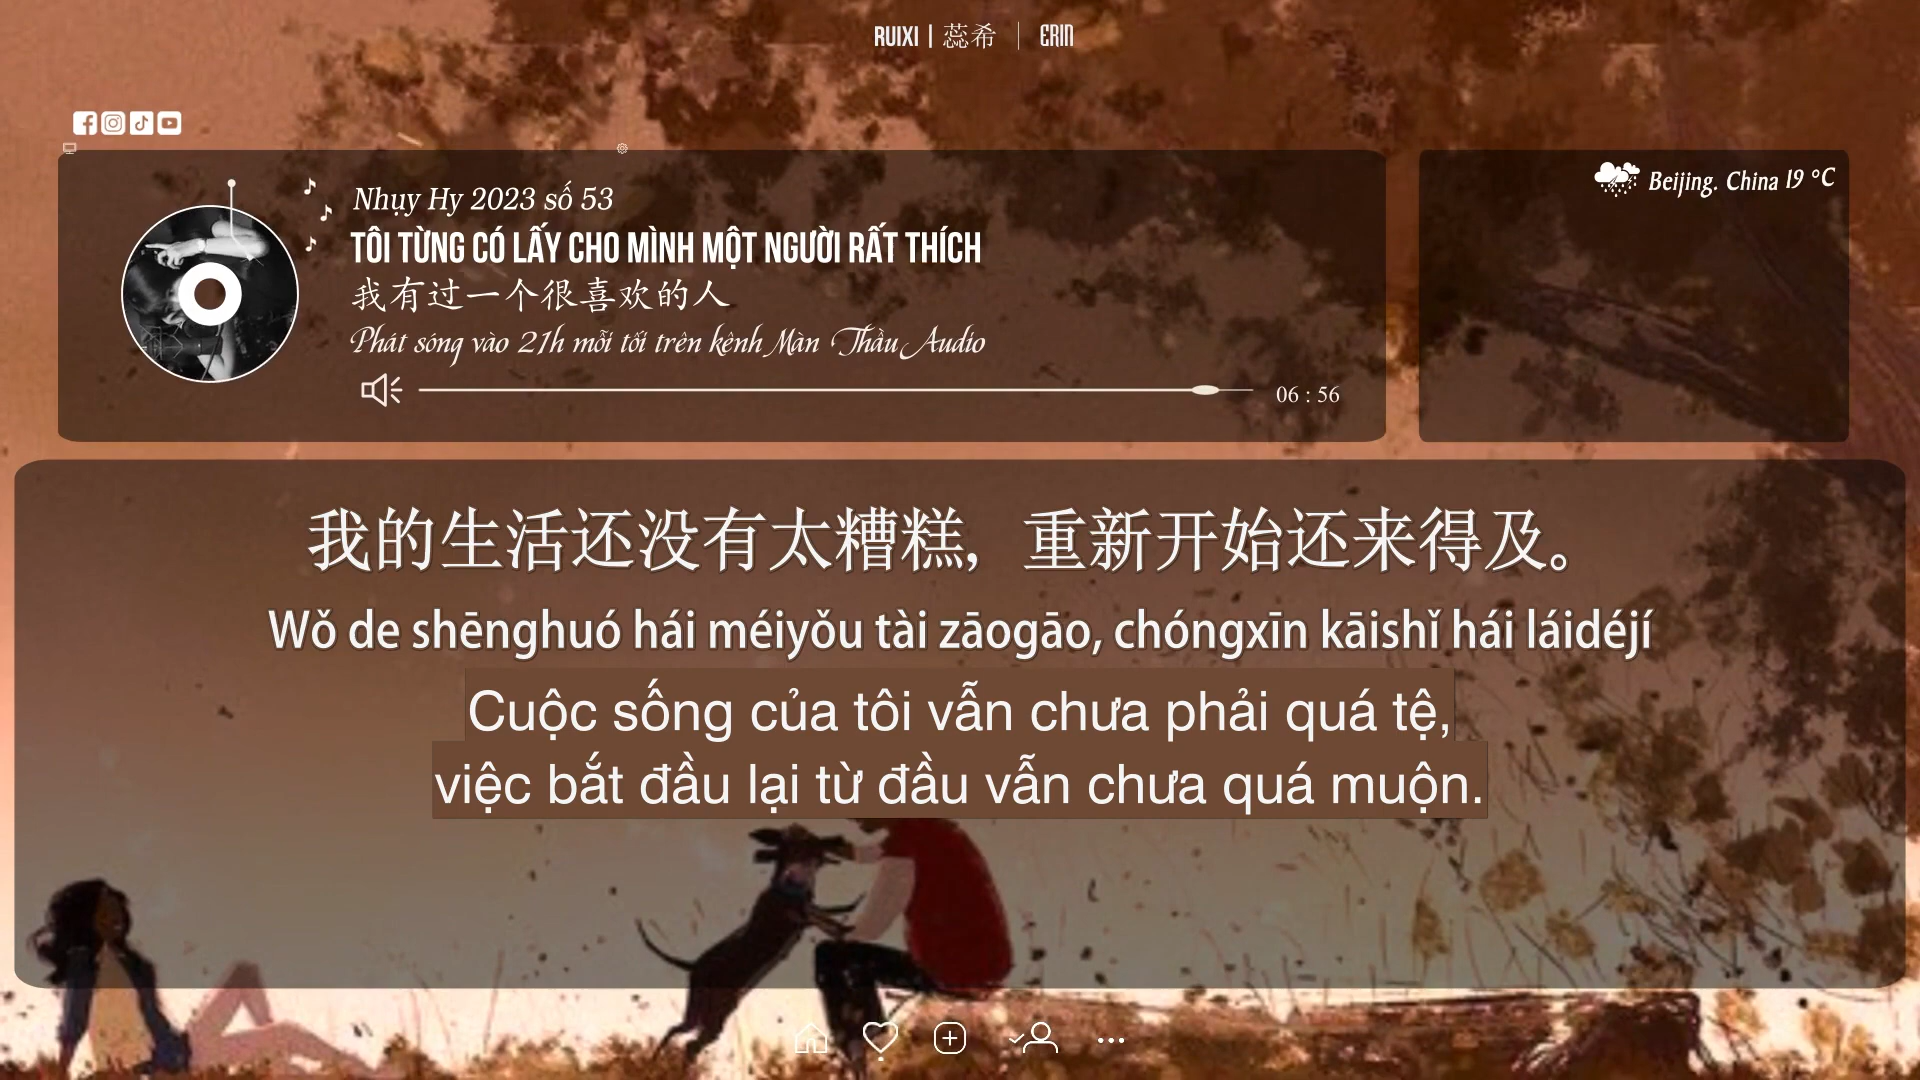 RUIXI | 蕊希 | ERIN
Nhụy Hy 2023 số 53
TÔI TỪNG CÓ LẤY CHO MÌNH MỘT NGƯỜI RẤT THÍCH
我有过一个很喜欢的人
Phát sóng vào 21h mỗi tối trên kênh Màn Thầu Audio
06 : 56
Beijing. China 19 °C
我的生活还没有太糟糕，重新开始还来得及。
Wǒ de shēnghuó hái méiyǒu tài zāogāo, chóngxīn kāishǐ hái láidéjí
Cuộc sống của tôi vẫn chưa phải quá tệ,
việc bắt đầu lại từ đầu vẫn chưa quá muộn.